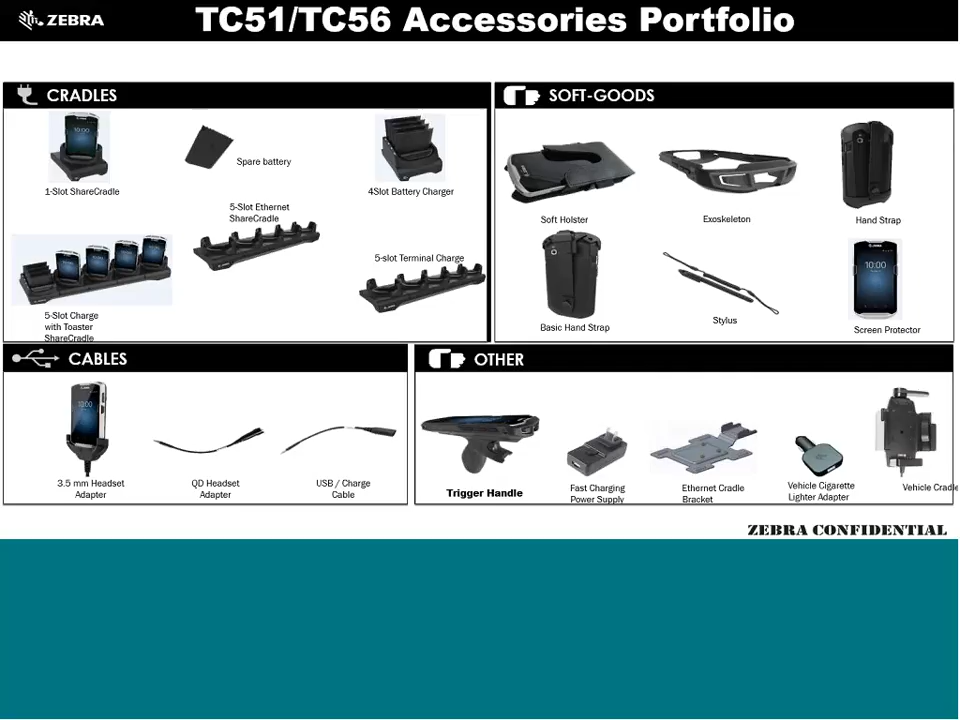 ZEBRA
TC51/TC56 Accessories Portfolio
CRADLES
1-Slot ShareCradle
Spare battery
4Slot Battery Charger
5-Slot Ethernet
ShareCradle
5-slot Terminal Charge
5-Slot Charge
with Toaster
ShareCradle
SOFT-GOODS
Soft Holster
Exoskeleton
Hand Strap
Basic Hand Strap
Stylus
Screen Protector
CABLES
3.5 mm Headset
Adapter
QD Headset
Adapter
USB / Charge
Cable
OTHER
Trigger Handle
Fast Charging
Power Supply
Ethernet Cradle
Bracket
Vehicle Cigarette
Lighter Adapter
Vehicle Cradle
ZEBRA CONFIDENTIAL